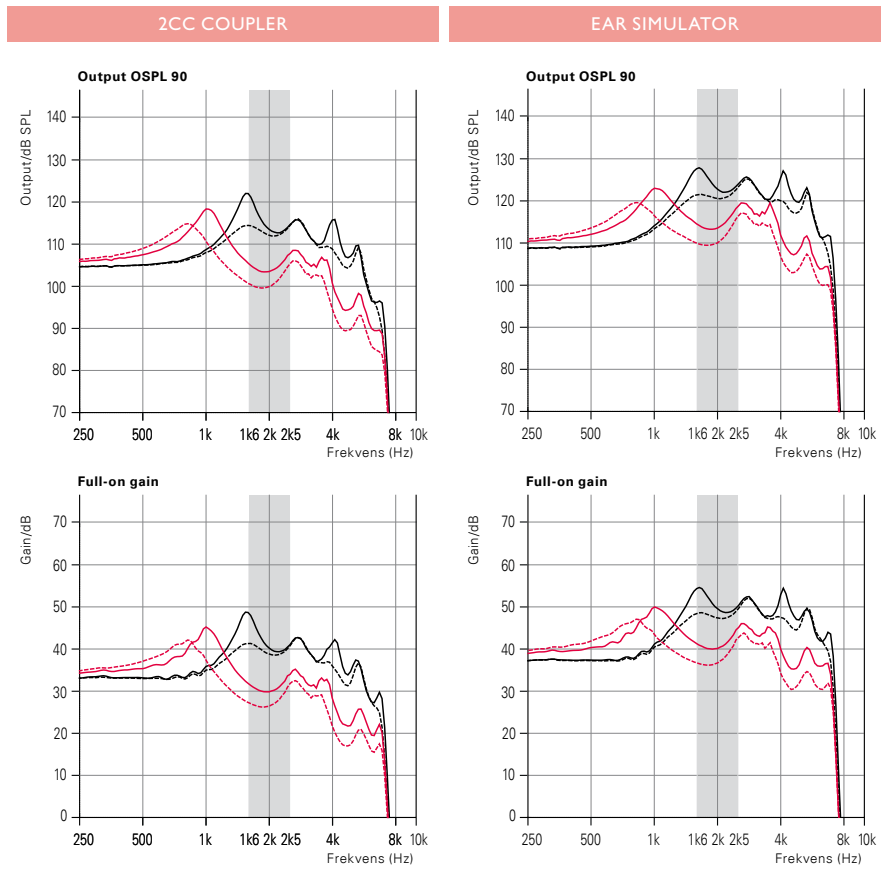 2CC COUPLER
EAR SIMULATOR
Output OSPL 90
Output/dB SPL
140
130
120
110
100
90
80
70
250 500 1k 1k6 2k 2k5 4k 8k 10k
Frekvens (Hz)
Output OSPL 90
Output/dB SPL
140
130
120
110
100
90
80
70
250 500 1k 1k6 2k 2k5 4k 8k 10k
Frekvens (Hz)
Full-on gain
Gain/dB
70
60
50
40
30
20
10
0
250 500 1k 1k6 2k 2k5 4k 8k 10k
Frekvens (Hz)
Full-on gain
Gain/dB
70
60
50
40
30
20
10
0
250 500 1k 1k6 2k 2k5 4k 8k 10k
Frekvens (Hz)